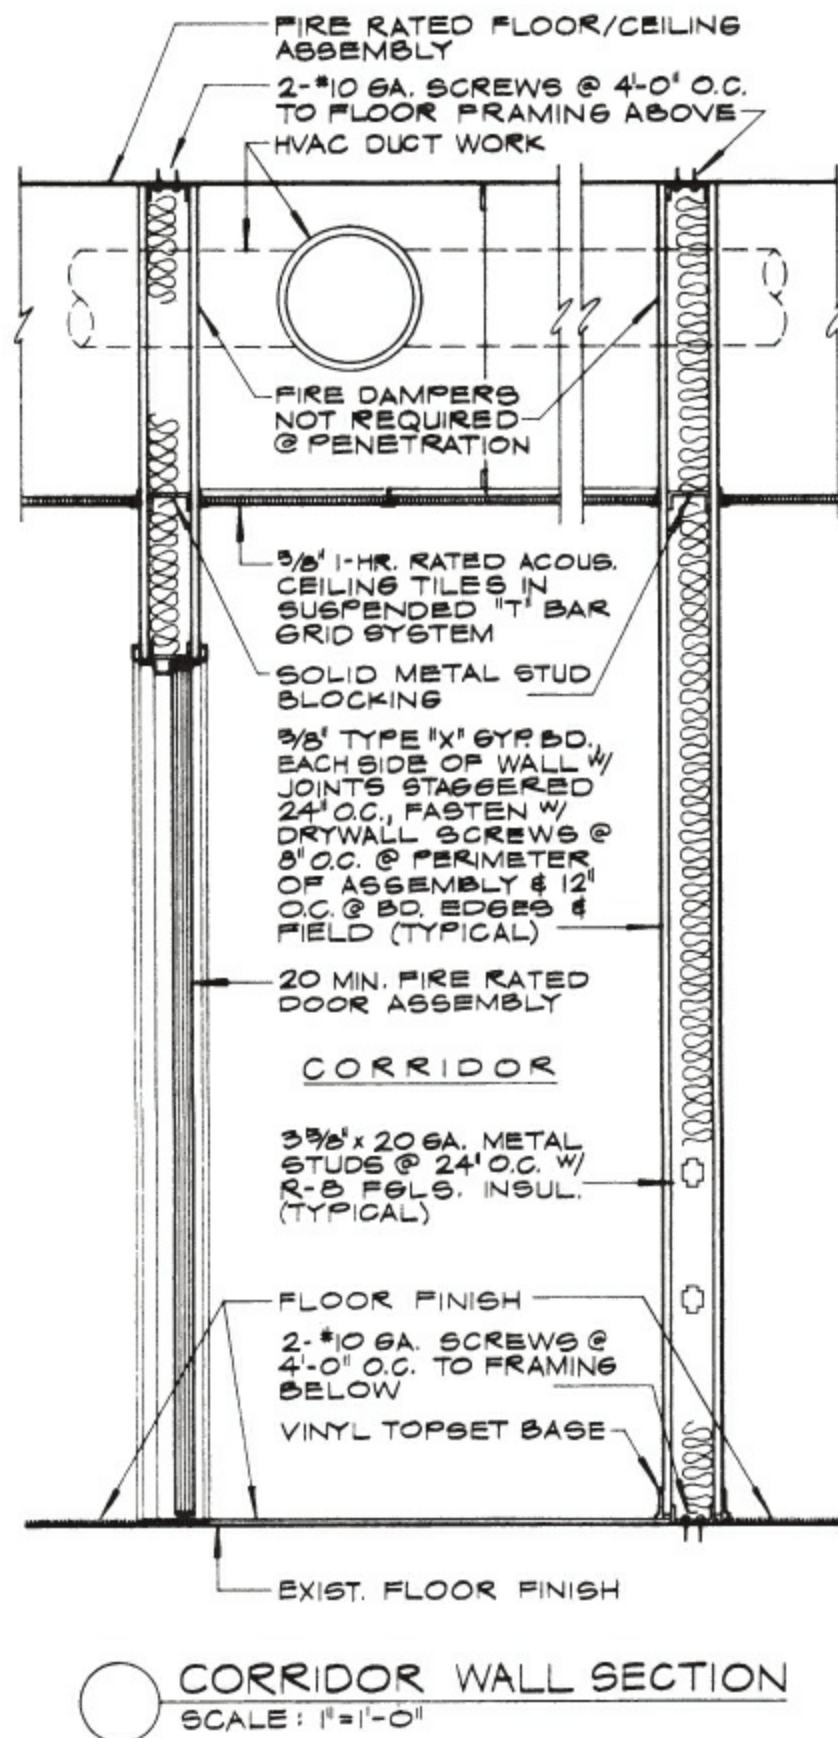 FIRE RATED FLOOR/CEILING
ASSEMBLY
2-#10 GA. SCREWS @ 4'-0" O.C.
TO FLOOR FRAMING ABOVE
HVAC DUCT WORK
FIRE DAMPERS
NOT REQUIRED
@ PENETRATION
5/8" 1-HR. RATED ACOUS.
CEILING TILES IN
SUSPENDED "T" BAR
GRID SYSTEM
SOLID METAL STUD
BLOCKING
5/8" TYPE "X" GYP. BD.,
EACH SIDE OF WALL W/
JOINTS STAGGERED
24" O.C., FASTEN W/
DRYWALL SCREWS @
8" O.C. @ PERIMETER
OF ASSEMBLY & 12"
O.C. @ BD. EDGES &
FIELD (TYPICAL)
20 MIN. FIRE RATED
DOOR ASSEMBLY
CORRIDOR
3 5/8" x 20 GA. METAL
STUDS @ 24" O.C. W/
R-8 FGLS. INSUL.
(TYPICAL)
FLOOR FINISH
2-#10 GA. SCREWS @
4'-0" O.C. TO FRAMING
BELOW
VINYL TOPSET BASE
EXIST. FLOOR FINISH
CORRIDOR WALL SECTION
SCALE: 1"=1'-0"